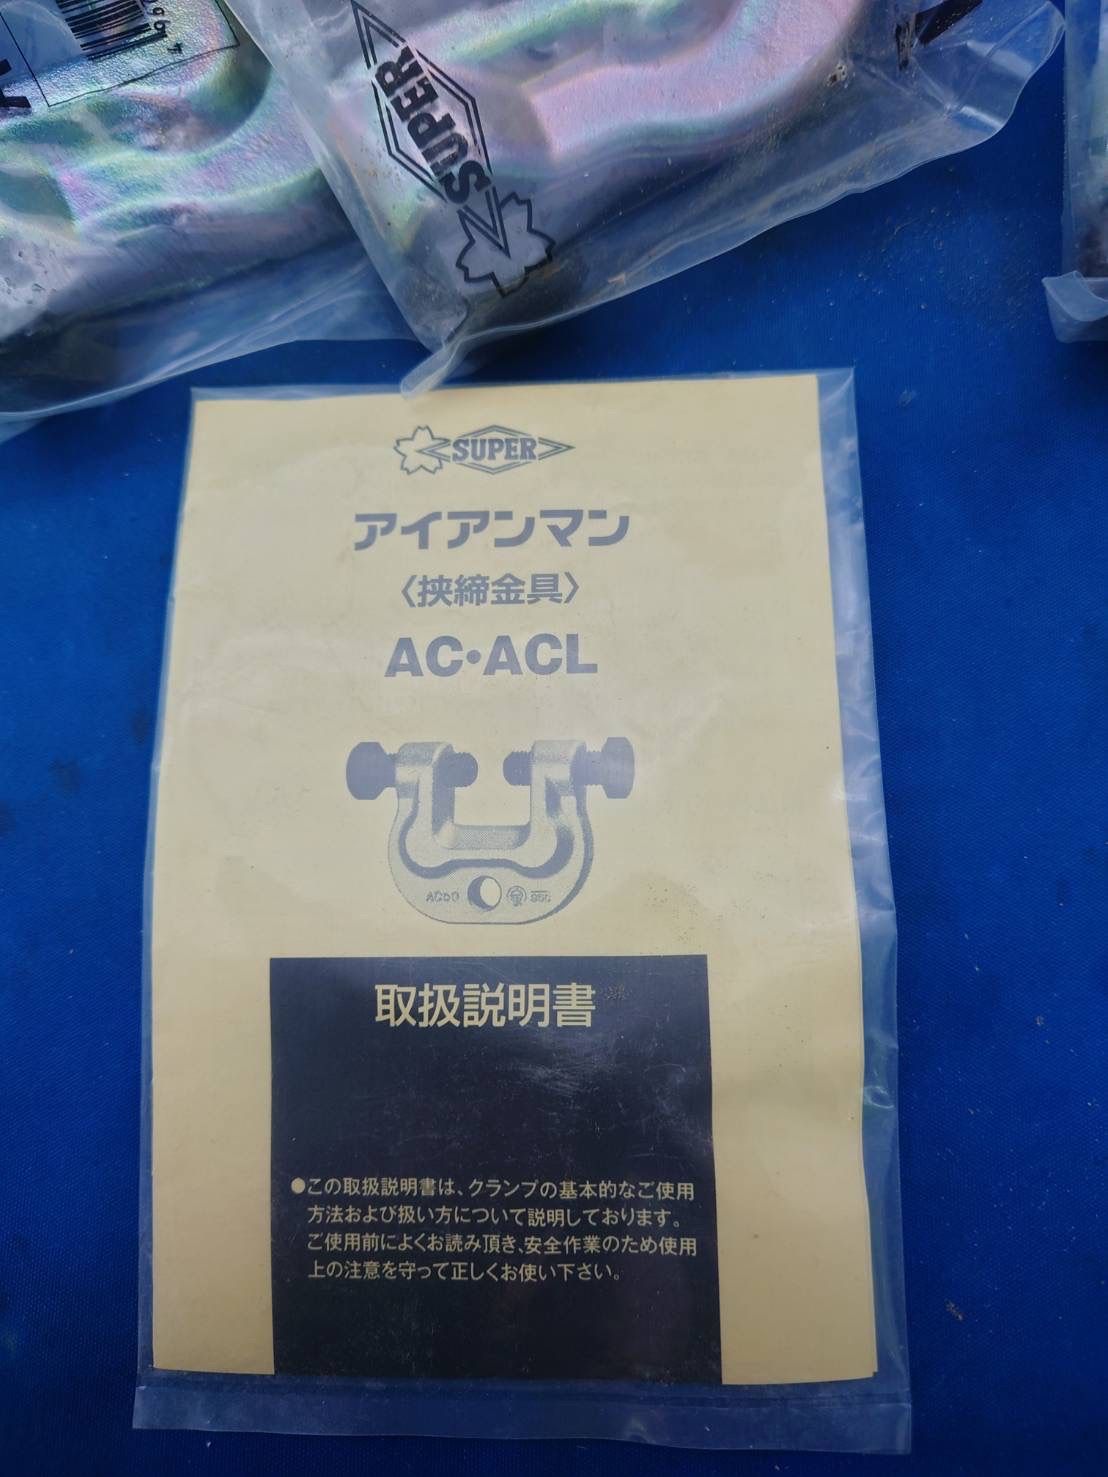 SUPER
SUPER
アイアンマン
〈挟締金具〉
AC・ACL
AC50
取扱説明書
●この取扱説明書は、クランプの基本的なご使用
方法および扱い方について説明しております。
ご使用前によくお読み頂き、安全作業のため使用
上の注意を守って正しくお使い下さい。